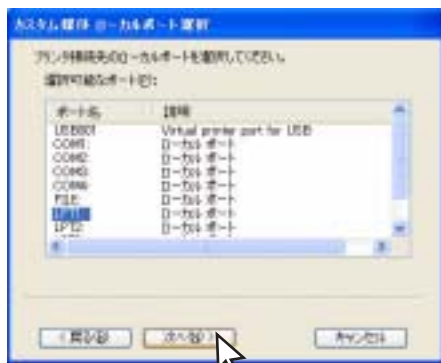 カスタム媒体 ローカルポート選択
プリンタ接続先のローカルポートを選択してください。
選択可能なポート(P):
ポート名 説明
USB001 Virtual printer port for USB
COM1: ローカル ポート
COM2: ローカル ポート
COM3: ローカル ポート
COM4: ローカル ポート
FILE: ローカル ポート
LPT1: ローカル ポート
LPT2: ローカル ポート
< 戻る(B) 次へ(N) > キャンセル